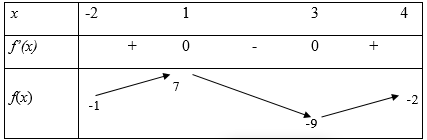 x -2 1 3 4
f'(x) + 0 - 0 +
f(x) -1 7 -9 -2